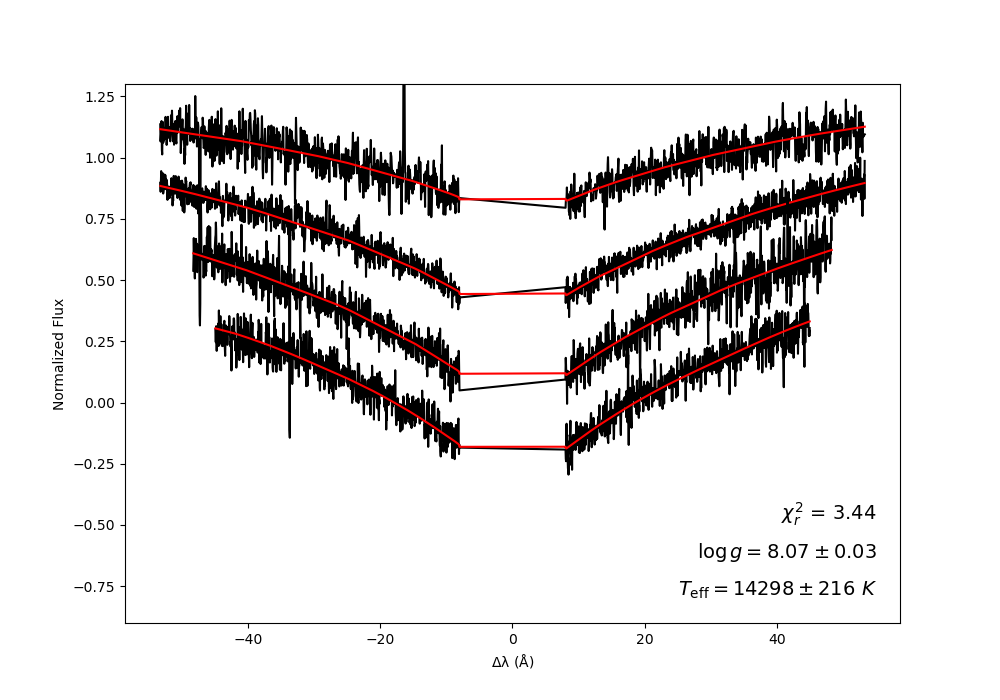 1.25
1.00
0.75
0.50
0.25
0.00
−0.25
−0.50
−0.75
Normalized Flux
χ²ᵣ = 3.44
log g = 8.07 ± 0.03
T_eff = 14298 ± 216 K
−40
−20
0
20
40
Δλ (Å)